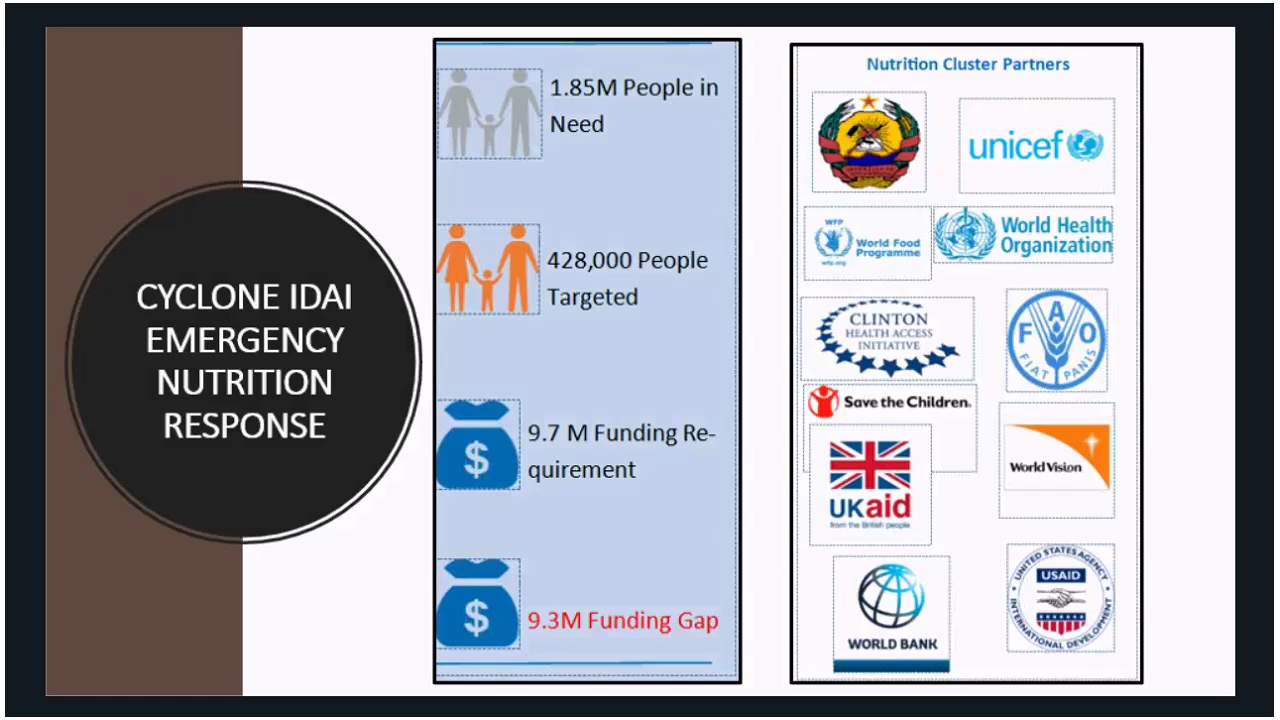 CYCLONE IDAI
EMERGENCY
NUTRITION
RESPONSE
1.85M People in
Need
428,000 People
Targeted
9.7 M Funding Re-
quirement
9.3M Funding Gap
Nutrition Cluster Partners
unicef
WFP
wfp.org
World Food
Programme
World Health
Organization
CLINTON
HEALTH ACCESS
INITIATIVE
FAO
FIAT PANIS
Save the Children.
UKaid
from the British people
World Vision
WORLD BANK
UNITED STATES AGENCY
USAID
INTERNATIONAL DEVELOPMENT